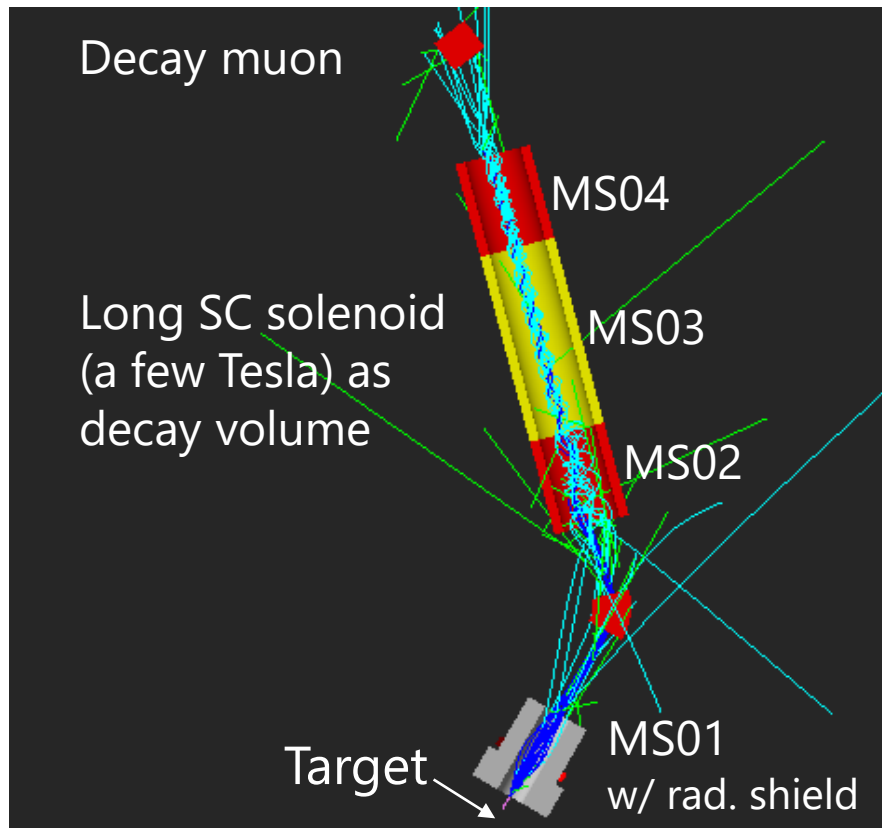 Decay muon
MS04
Long SC solenoid
(a few Tesla) as
decay volume
MS03
MS02
MS01
w/ rad. shield
Target